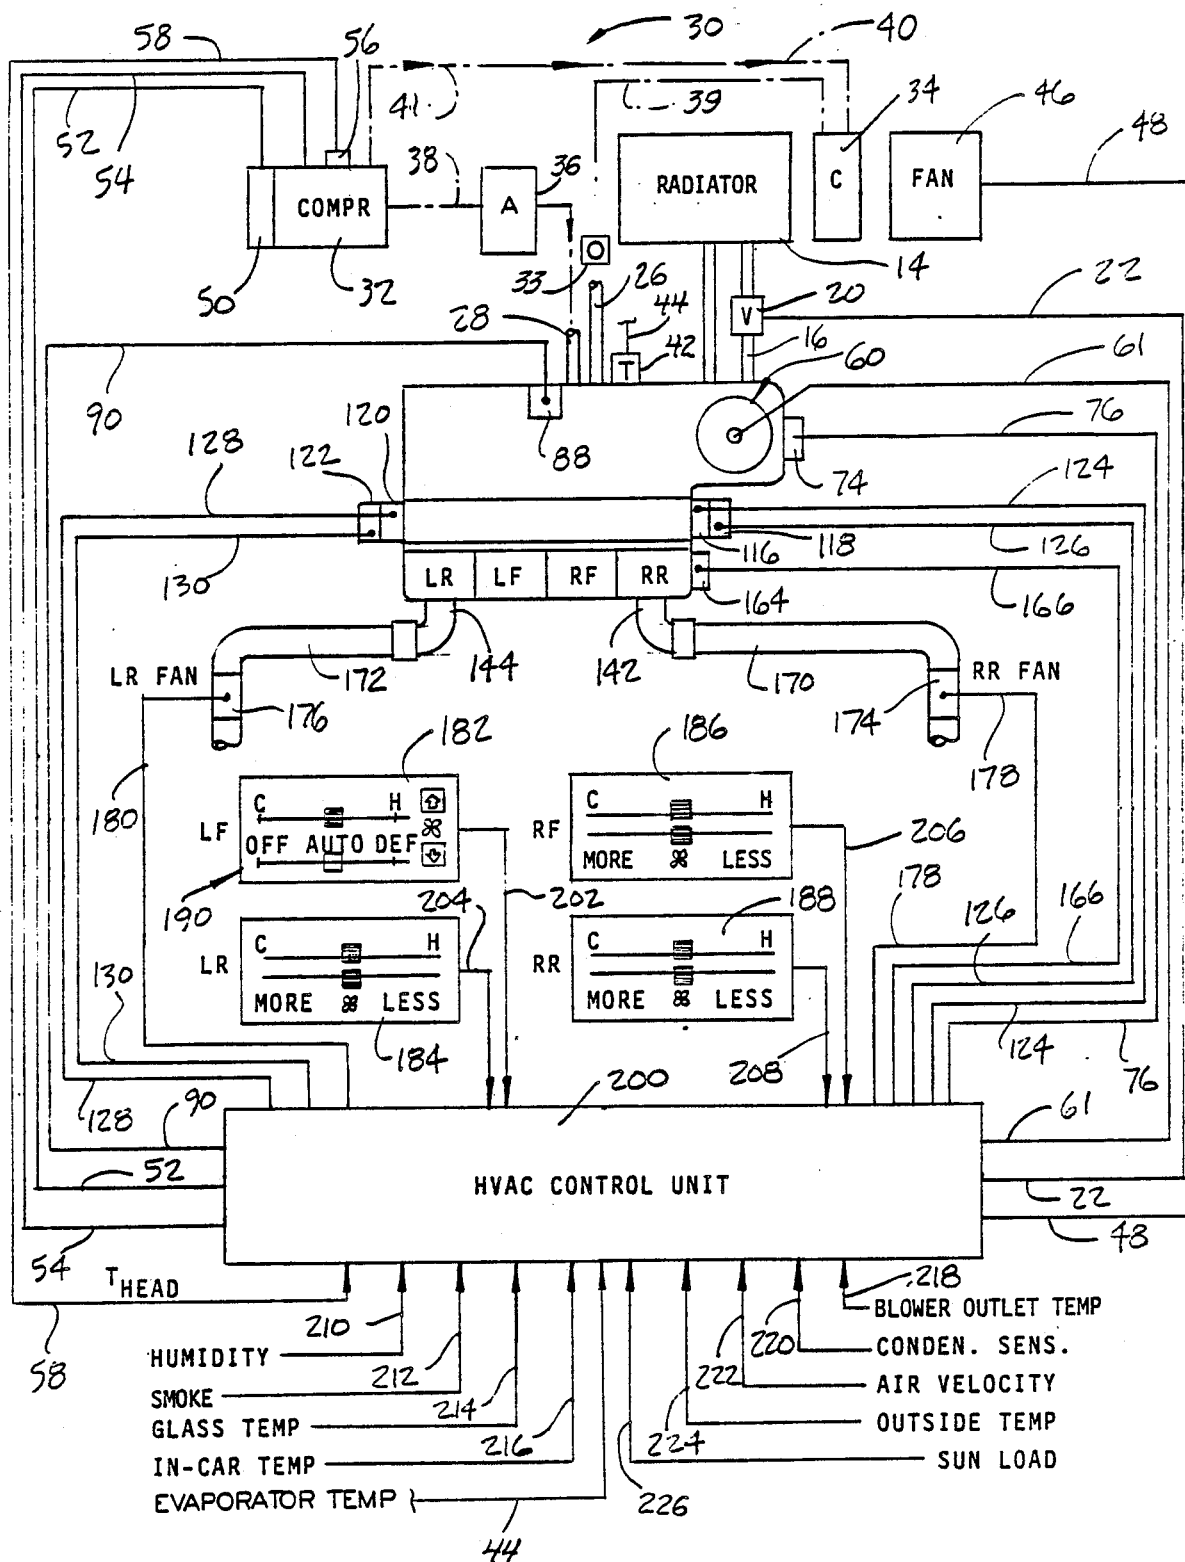 58
56
30
40
52
54
41
39
34
46
48
38
36
COMPR
A
RADIATOR
C
FAN
50
32
33
26
14
22
28
44
42
T
V
20
16
60
61
90
88
76
74
128
122
120
124
130
116
118
126
LR LF RF RR
164
166
LR FAN
172
144
142
170
RR FAN
176
174
178
180
182
186
LF
C H
OFF AUTO DEF
190
RF
C H
MORE LESS
206
204
202
178
LR
C H
MORE LESS
184
RR
188
C H
MORE LESS
126
166
130
128
90
200
208
124
76
52
HVAC CONTROL UNIT
61
22
54
48
THEAD
58
210
218
BLOWER OUTLET TEMP
HUMIDITY
212
220
CONDEN. SENS.
SMOKE
214
222
AIR VELOCITY
GLASS TEMP
216
224
OUTSIDE TEMP
IN-CAR TEMP
226
SUN LOAD
EVAPORATOR TEMP
44